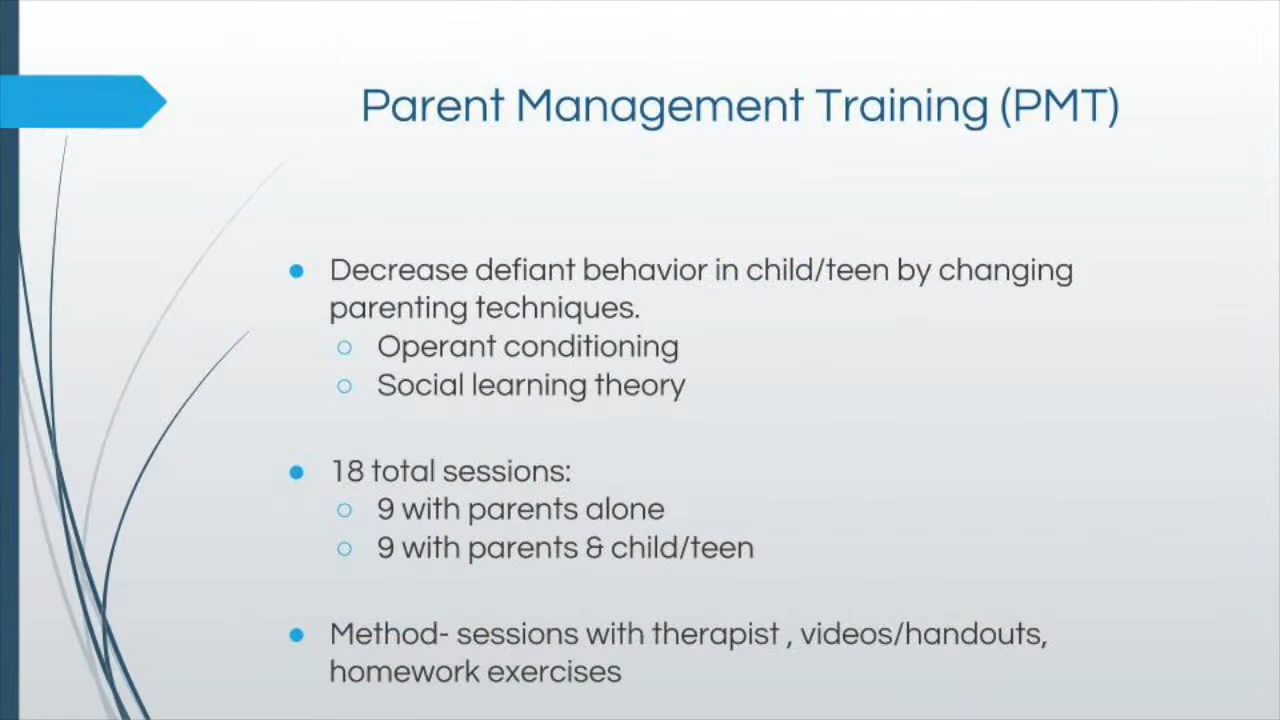 Parent Management Training (PMT)
● Decrease defiant behavior in child/teen by changing
parenting techniques.
○ Operant conditioning
○ Social learning theory
● 18 total sessions:
○ 9 with parents alone
○ 9 with parents & child/teen
● Method- sessions with therapist , videos/handouts,
homework exercises